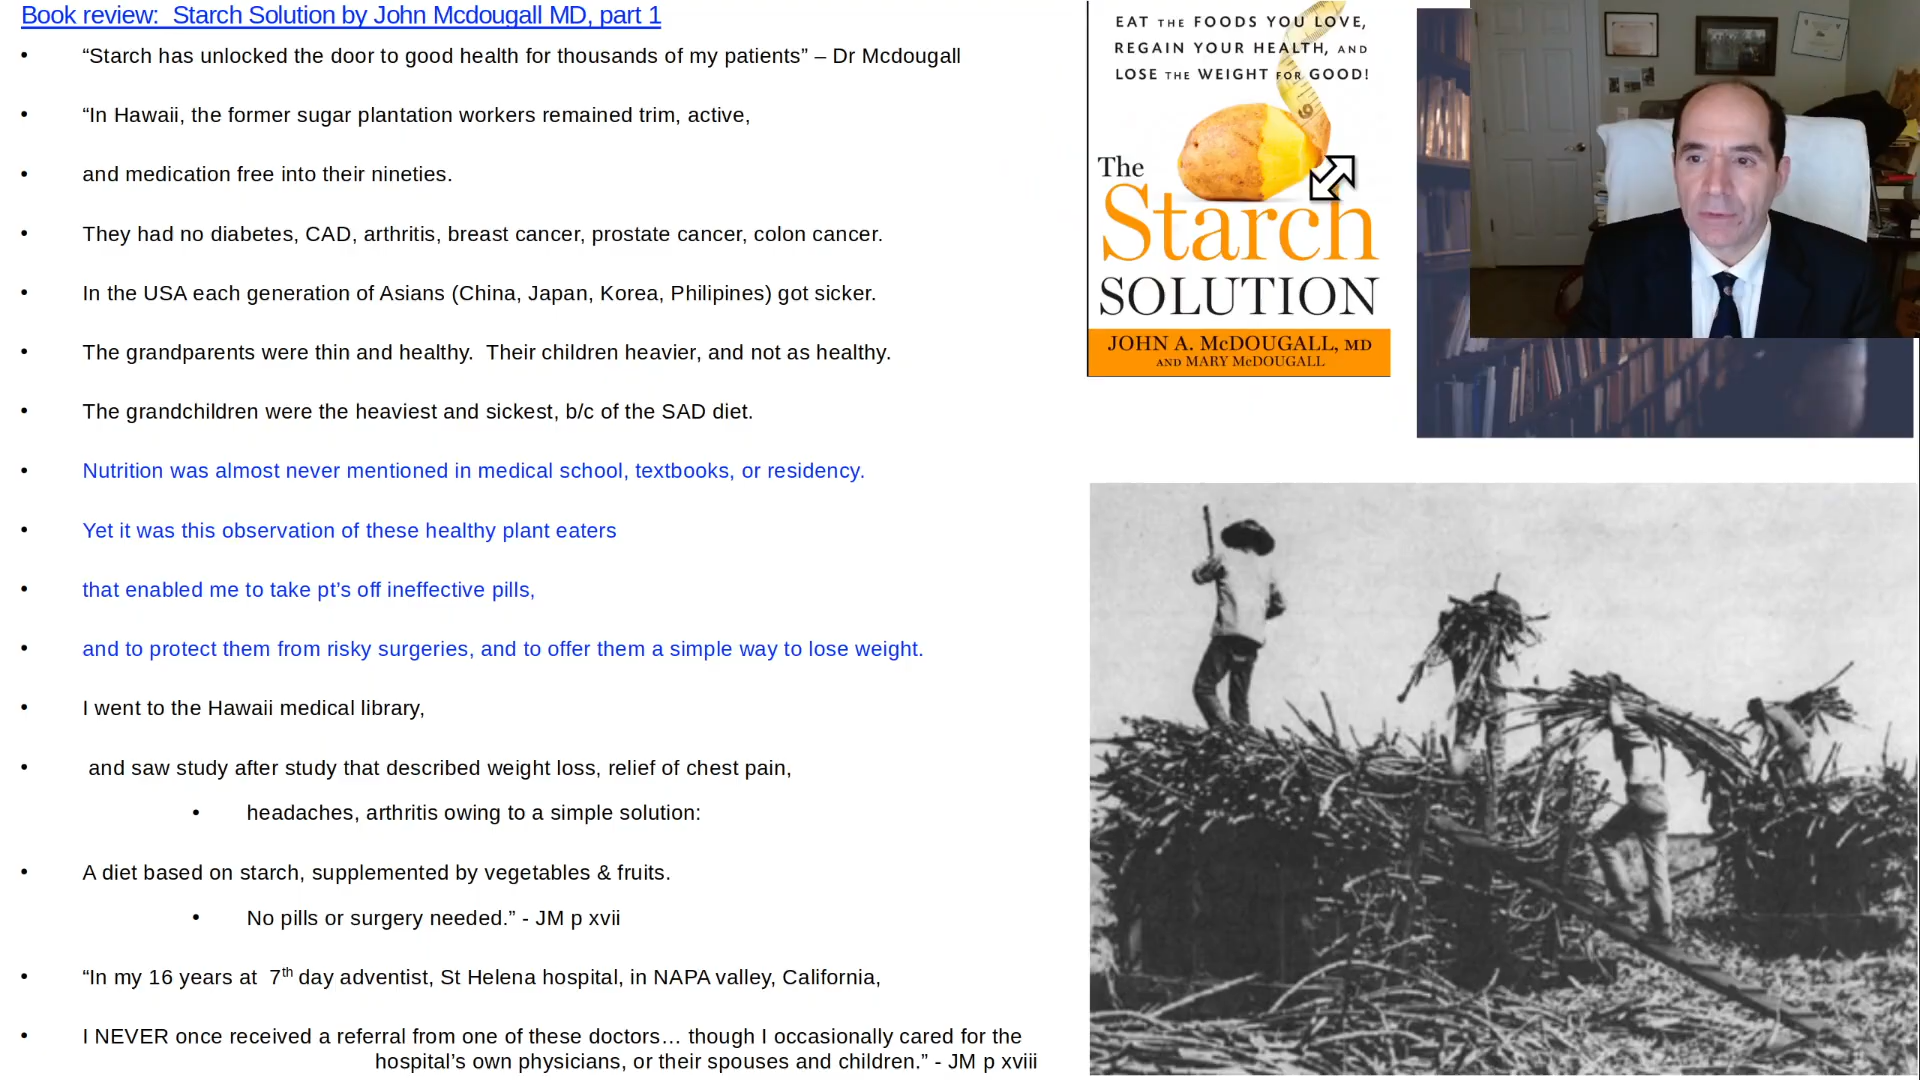 Book review:  Starch Solution by John Mcdougall MD, part 1
• “Starch has unlocked the door to good health for thousands of my patients” – Dr Mcdougall
• “In Hawaii, the former sugar plantation workers remained trim, active,
• and medication free into their nineties.
• They had no diabetes, CAD, arthritis, breast cancer, prostate cancer, colon cancer.
• In the USA each generation of Asians (China, Japan, Korea, Philipines) got sicker.
• The grandparents were thin and healthy.  Their children heavier, and not as healthy.
• The grandchildren were the heaviest and sickest, b/c of the SAD diet.
• Nutrition was almost never mentioned in medical school, textbooks, or residency.
• Yet it was this observation of these healthy plant eaters
• that enabled me to take pt’s off ineffective pills,
• and to protect them from risky surgeries, and to offer them a simple way to lose weight.
• I went to the Hawaii medical library,
• and saw study after study that described weight loss, relief of chest pain,
• headaches, arthritis owing to a simple solution:
• A diet based on starch, supplemented by vegetables & fruits.
• No pills or surgery needed.” - JM p xvii
• “In my 16 years at  7th day adventist, St Helena hospital, in NAPA valley, California,
• I NEVER once received a referral from one of these doctors… though I occasionally cared for the
hospital’s own physicians, or their spouses and children.” - JM p xviii
EAT THE FOODS YOU LOVE,
REGAIN YOUR HEALTH, AND
LOSE THE WEIGHT FOR GOOD!
9
The
Starch
SOLUTION
JOHN A. McDOUGALL, MD
AND MARY McDOUGALL